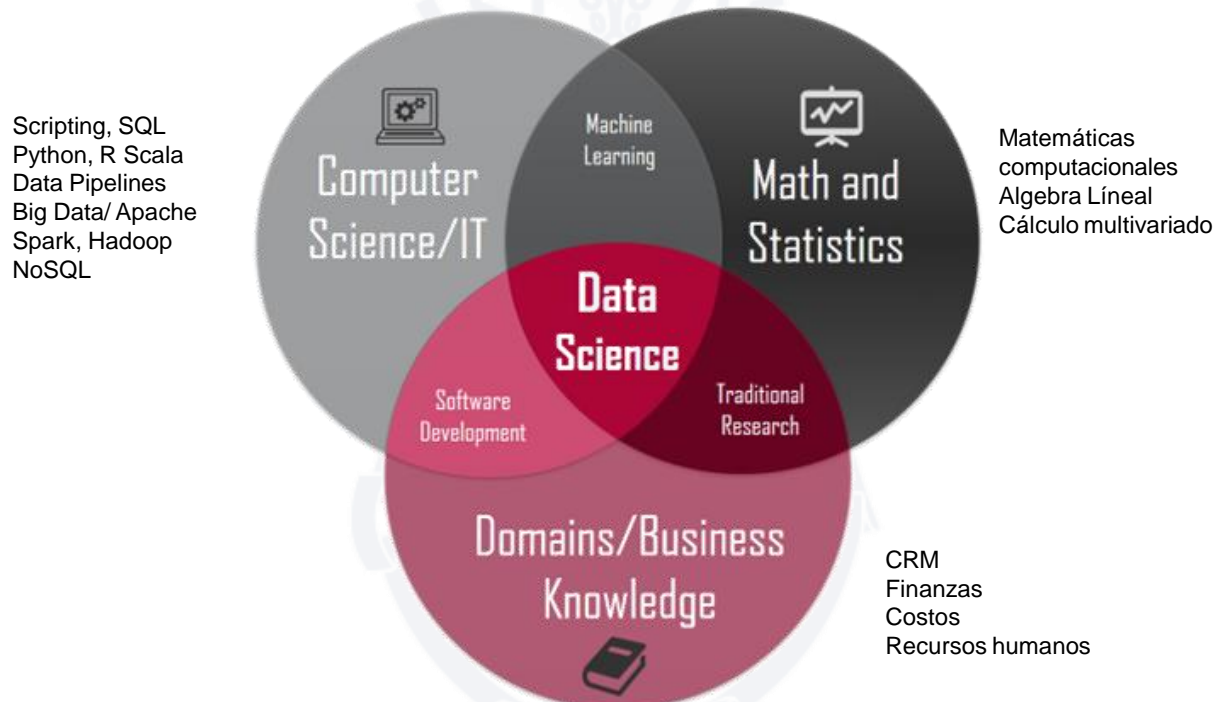 Scripting, SQL
Python, R Scala
Data Pipelines
Big Data/ Apache
Spark, Hadoop
NoSQL
Computer
Science/IT
Machine
Learning
Math and
Statistics
Matemáticas
computacionales
Algebra Líneal
Cálculo multivariado
Data
Science
Software
Development
Traditional
Research
Domains/Business
Knowledge
CRM
Finanzas
Costos
Recursos humanos